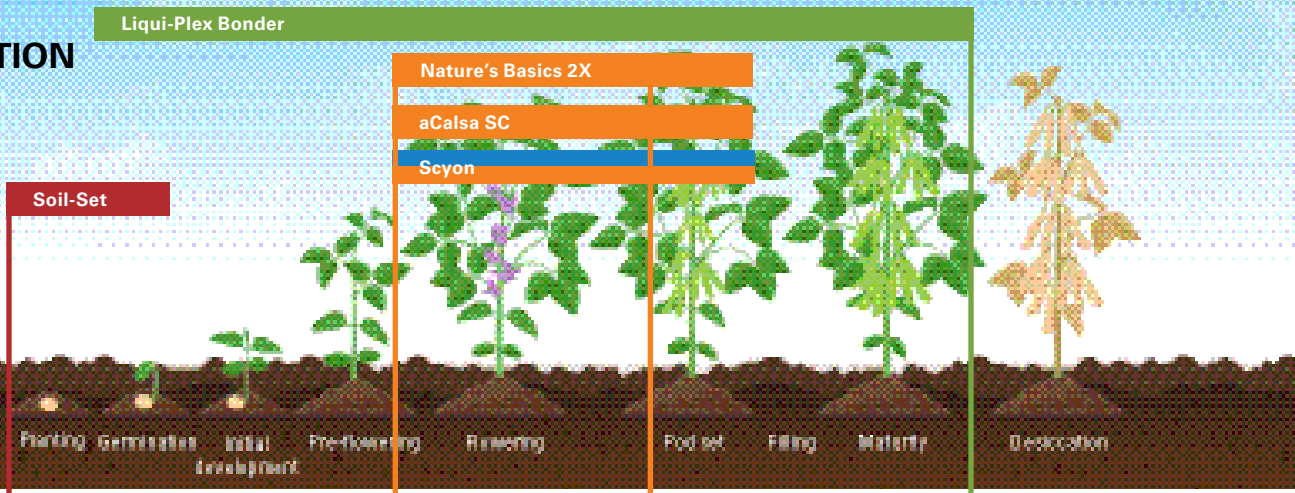 Liqui-Plex Bonder
TION
Nature's Basics 2X
aCalsa SC
Scyon
Soil-Set
Planting Germination Initial Pre-flowering Flowering Pod set Filling Maturity Desiccation
development